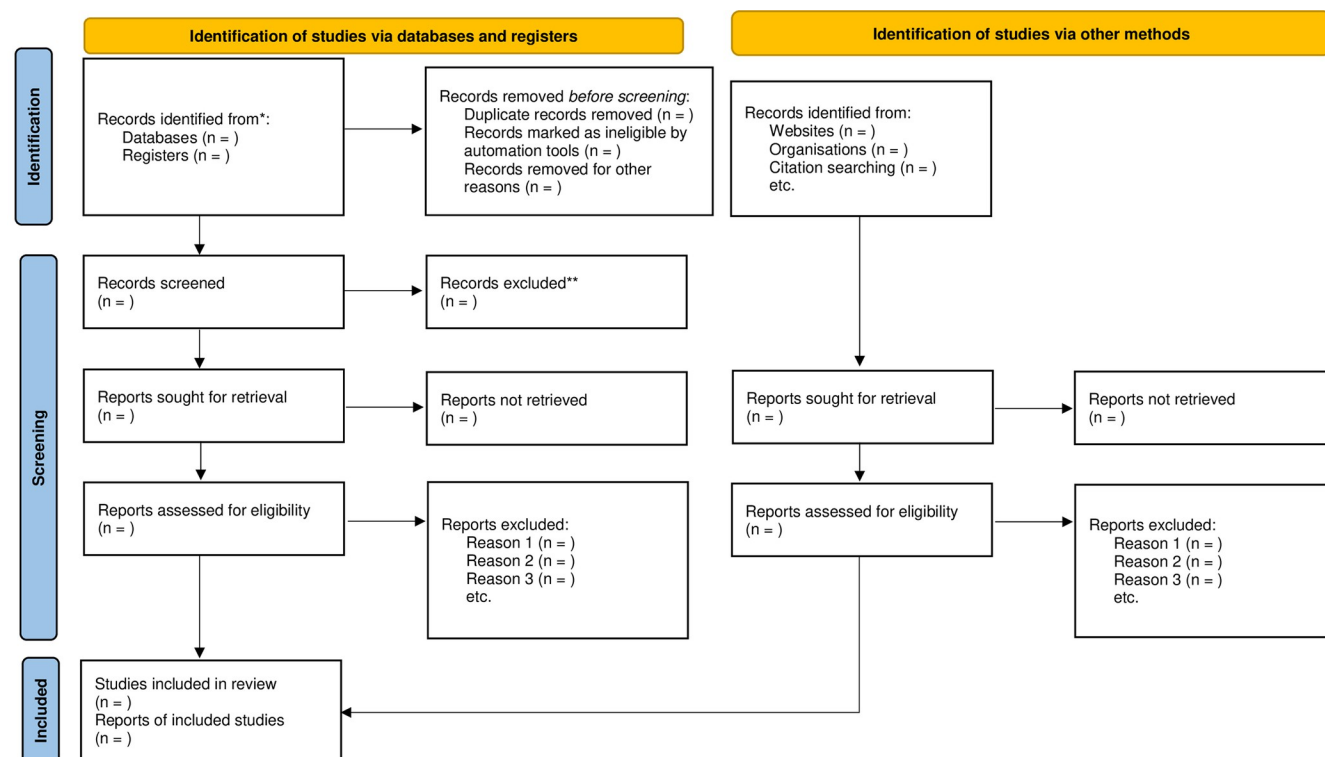 Identification of studies via databases and registers
Identification of studies via other methods
Identification
Records identified from*:
Databases (n = )
Registers (n = )
Records removed before screening:
Duplicate records removed (n = )
Records marked as ineligible by
automation tools (n = )
Records removed for other
reasons (n = )
Records identified from:
Websites (n = )
Organisations (n = )
Citation searching (n = )
etc.
Screening
Records screened
(n = )
Records excluded**
(n = )
Reports sought for retrieval
(n = )
Reports not retrieved
(n = )
Reports sought for retrieval
(n = )
Reports not retrieved
(n = )
Reports assessed for eligibility
(n = )
Reports excluded:
Reason 1 (n = )
Reason 2 (n = )
Reason 3 (n = )
etc.
Reports assessed for eligibility
(n = )
Reports excluded:
Reason 1 (n = )
Reason 2 (n = )
Reason 3 (n = )
etc.
Included
Studies included in review
(n = )
Reports of included studies
(n = )